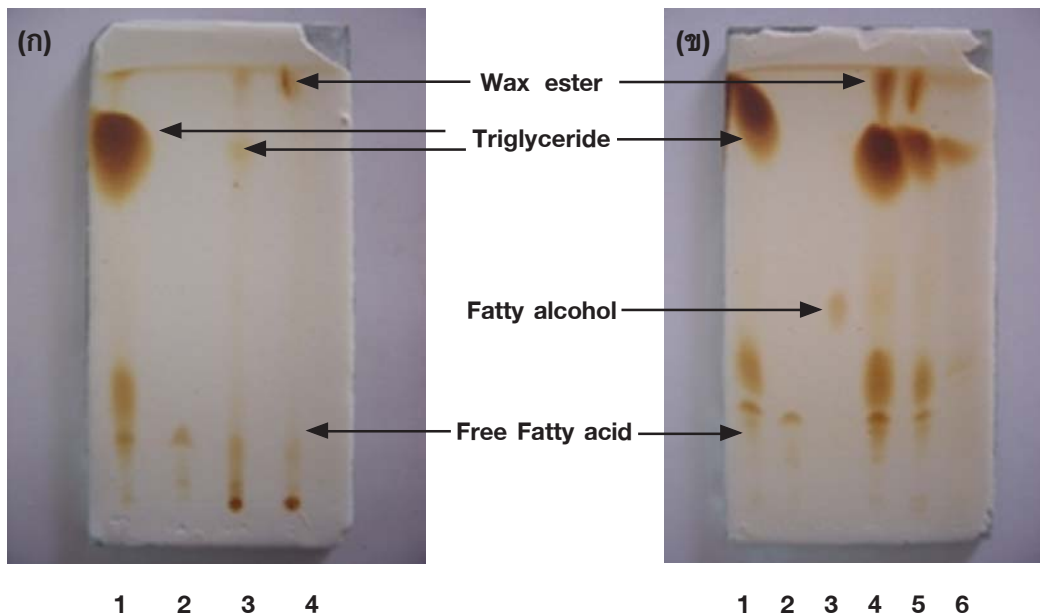 (ก)
(ข)
Wax ester
Triglyceride
Fatty alcohol
Free Fatty acid
1 2 3 4
1 2 3 4 5 6